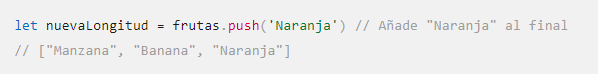 let nuevaLongitud = frutas.push('Naranja') // Añade "Naranja" al final
// ["Manzana", "Banana", "Naranja"]